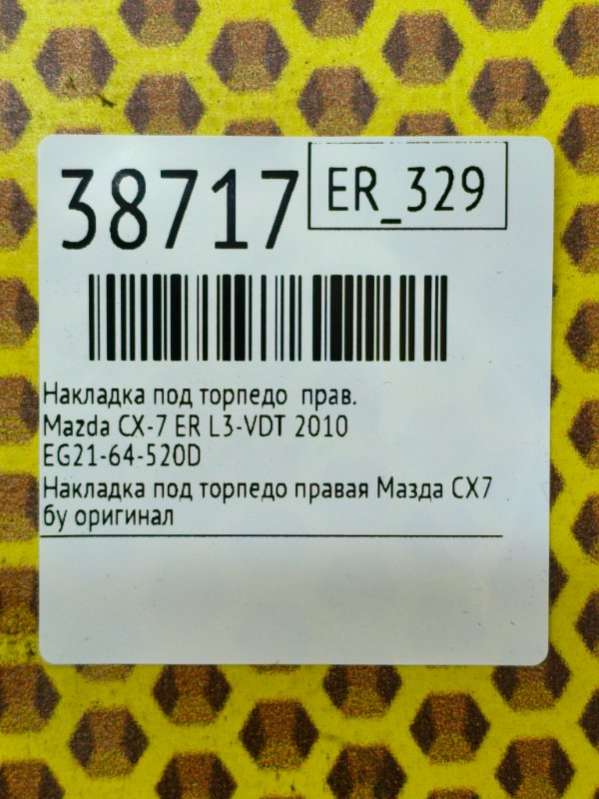 38717
ER_329
Накладка под торпедо прав.
Mazda CX-7 ER L3-VDT 2010
EG21-64-520D
Накладка под торпедо правая Мазда СХ7
бу оригинал